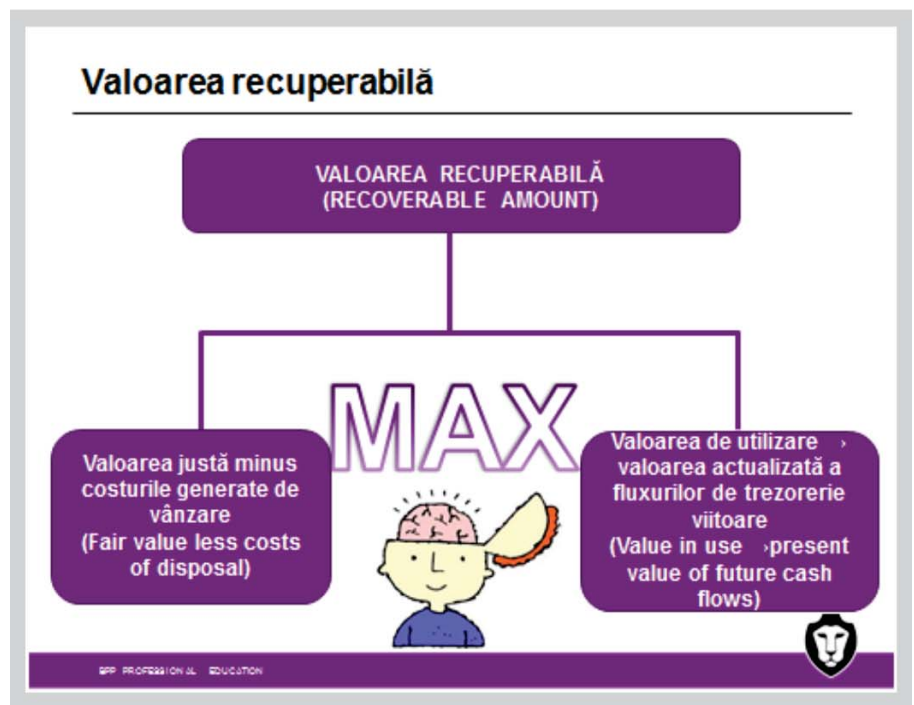 Valoarea recuperabilă
VALOAREA RECUPERABILĂ
(RECOVERABLE AMOUNT)
MAX
Valoarea justă minus
costurile generate de
vânzare
(Fair value less costs
of disposal)
Valoarea de utilizare ›
valoarea actualizată a
fluxurilor de trezorerie
viitoare
(Value in use ›present
value of future cash
flows)
BPP PROFESSIONAL EDUCATION